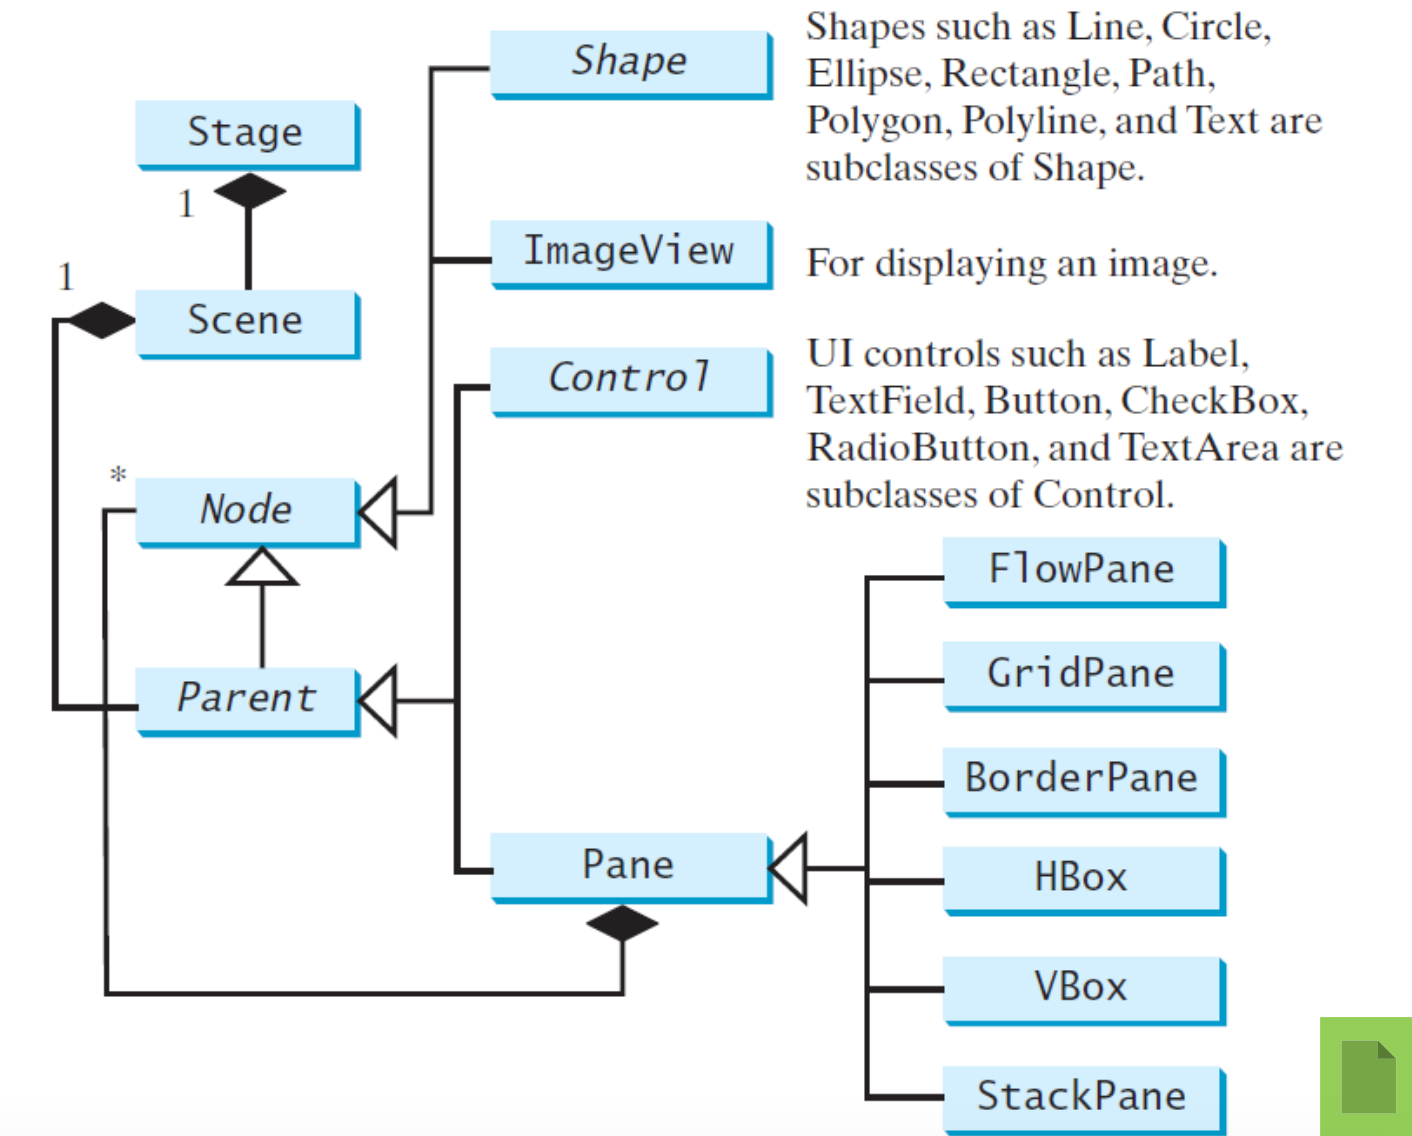 Shape
Shapes such as Line, Circle,
Ellipse, Rectangle, Path,
Polygon, Polyline, and Text are
subclasses of Shape.
Stage
1
ImageView
For displaying an image.
1
Scene
Control
UI controls such as Label,
TextField, Button, CheckBox,
RadioButton, and TextArea are
subclasses of Control.
*
Node
FlowPane
GridPane
Parent
BorderPane
Pane
HBox
VBox
StackPane